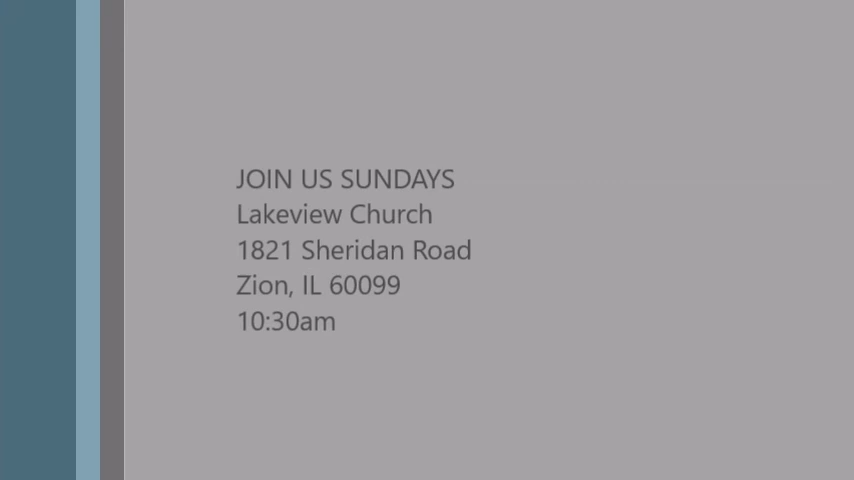 JOIN US SUNDAYS
Lakeview Church
1821 Sheridan Road
Zion, IL 60099
10:30am